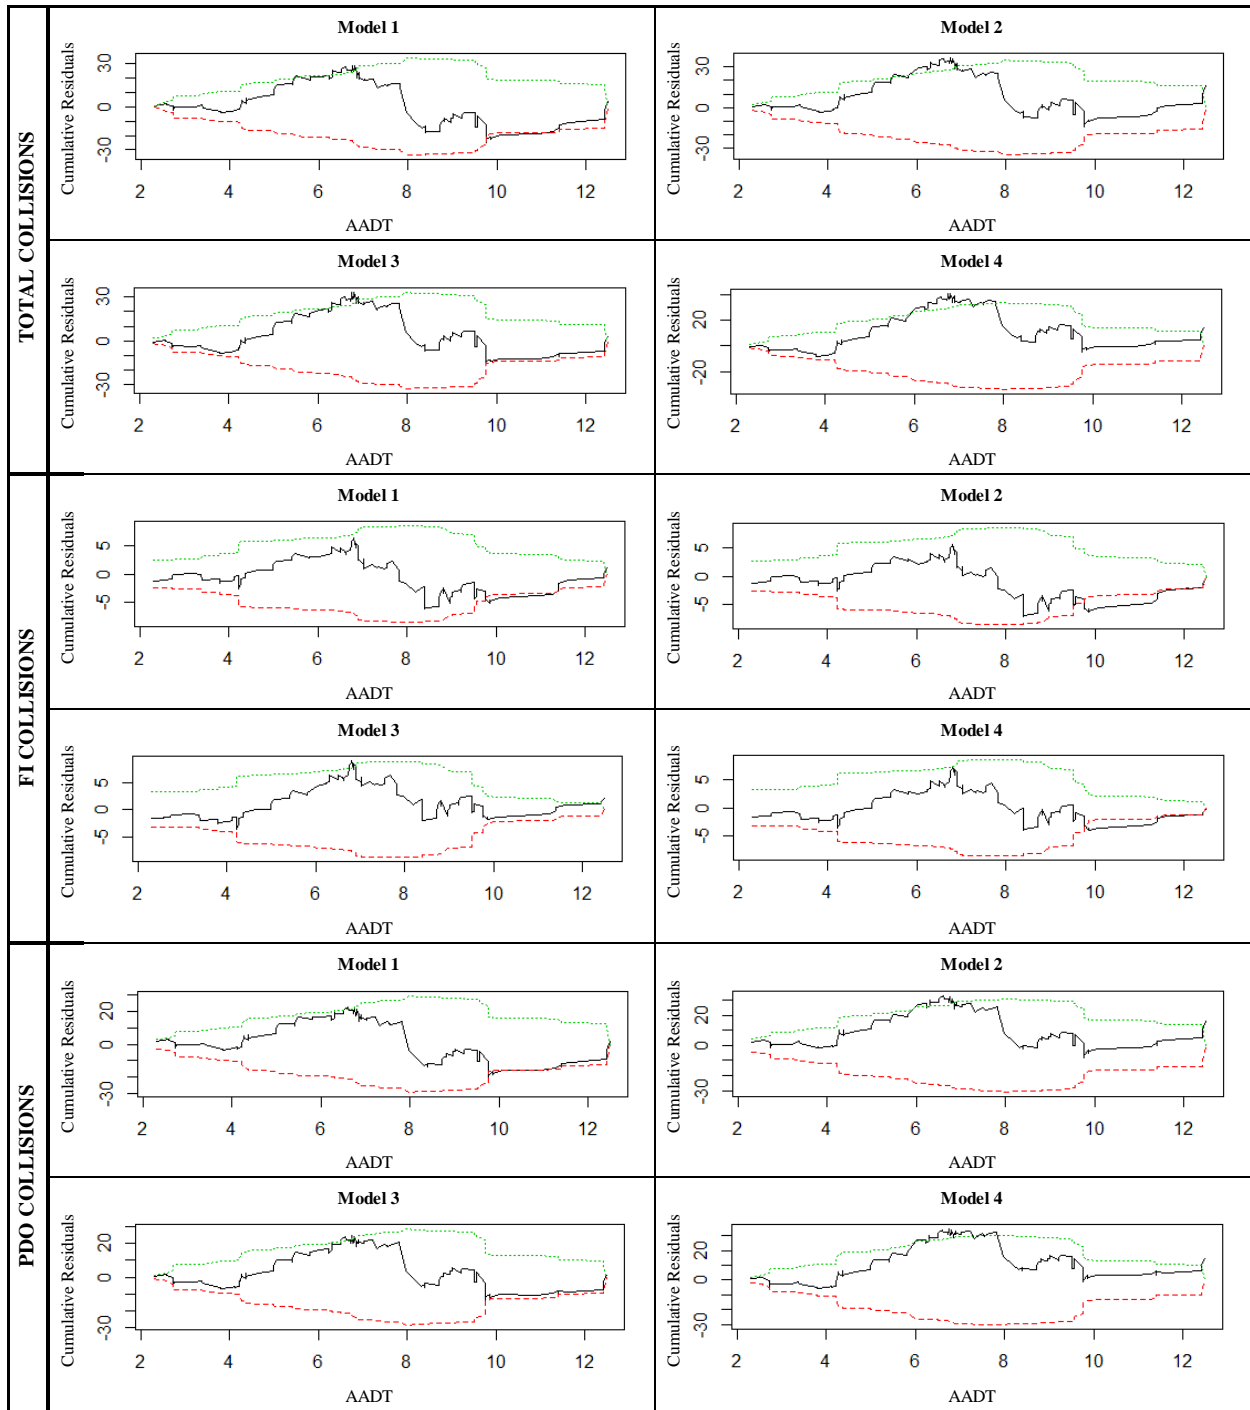 TOTAL COLLISIONS
Model 1
Cumulative Residuals
30
0
-30
2 4 6 8 10 12
AADT
Model 2
Cumulative Residuals
30
0
-30
2 4 6 8 10 12
AADT
Model 3
Cumulative Residuals
30
0
-30
2 4 6 8 10 12
AADT
Model 4
Cumulative Residuals
20
-20
2 4 6 8 10 12
AADT
FI COLLISIONS
Model 1
Cumulative Residuals
5
0
-5
2 4 6 8 10 12
AADT
Model 2
Cumulative Residuals
5
0
-5
2 4 6 8 10 12
AADT
Model 3
Cumulative Residuals
5
0
-5
2 4 6 8 10 12
AADT
Model 4
Cumulative Residuals
5
0
-5
2 4 6 8 10 12
AADT
PDO COLLISIONS
Model 1
Cumulative Residuals
20
0
-30
2 4 6 8 10 12
AADT
Model 2
Cumulative Residuals
20
0
-30
2 4 6 8 10 12
AADT
Model 3
Cumulative Residuals
20
0
-30
2 4 6 8 10 12
AADT
Model 4
Cumulative Residuals
20
0
-30
2 4 6 8 10 12
AADT